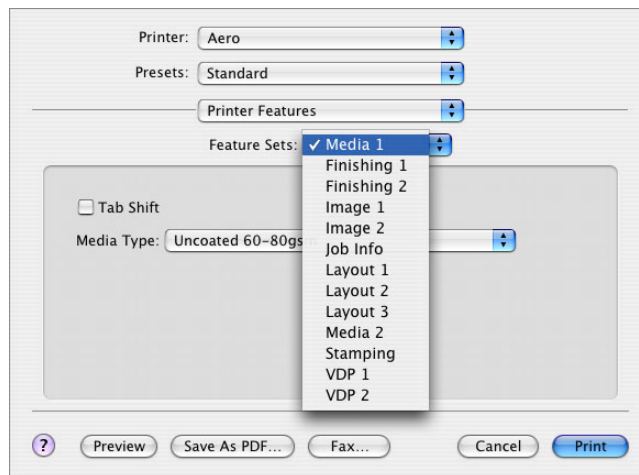 Printer: Aero
Presets: Standard
Printer Features
Feature Sets: ✓ Media 1
Finishing 1
Finishing 2
Image 1
Image 2
Job Info
Layout 1
Layout 2
Layout 3
Media 2
Stamping
VDP 1
VDP 2
Tab Shift
Media Type: Uncoated 60-80gs
? Preview Save As PDF... Fax... Cancel Print